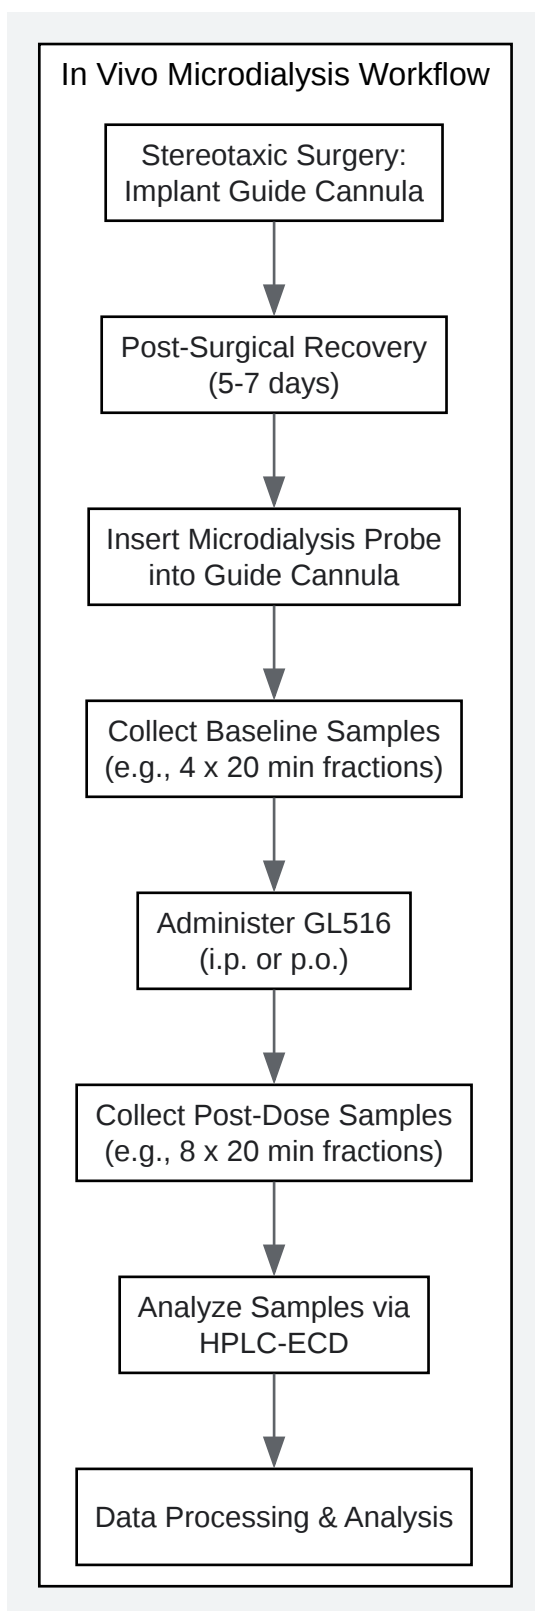 In Vivo Microdialysis Workflow
Stereotaxic Surgery:
Implant Guide Cannula
Post-Surgical Recovery
(5-7 days)
Insert Microdialysis Probe
into Guide Cannula
Collect Baseline Samples
(e.g., 4 x 20 min fractions)
Administer GL516
(i.p. or p.o.)
Collect Post-Dose Samples
(e.g., 8 x 20 min fractions)
Analyze Samples via
HPLC-ECD
Data Processing & Analysis